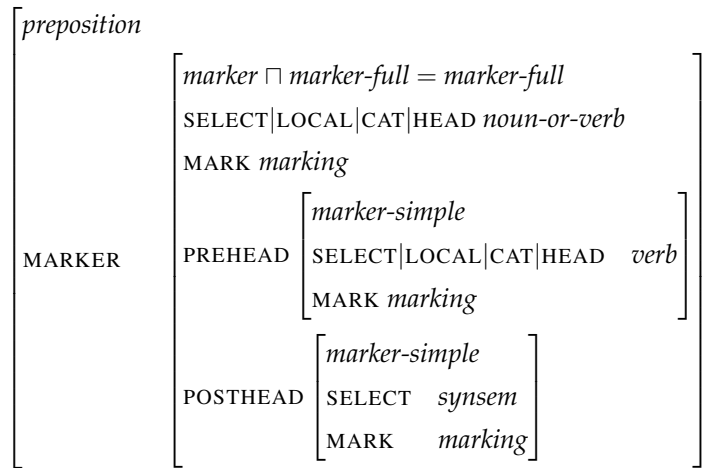 preposition
marker ⊓ marker-full = marker-full
SELECT|LOCAL|CAT|HEAD noun-or-verb
MARK marking
marker-simple
MARKER PREHEAD SELECT|LOCAL|CAT|HEAD verb
MARK marking
marker-simple
POSTHEAD SELECT synsem
MARK marking